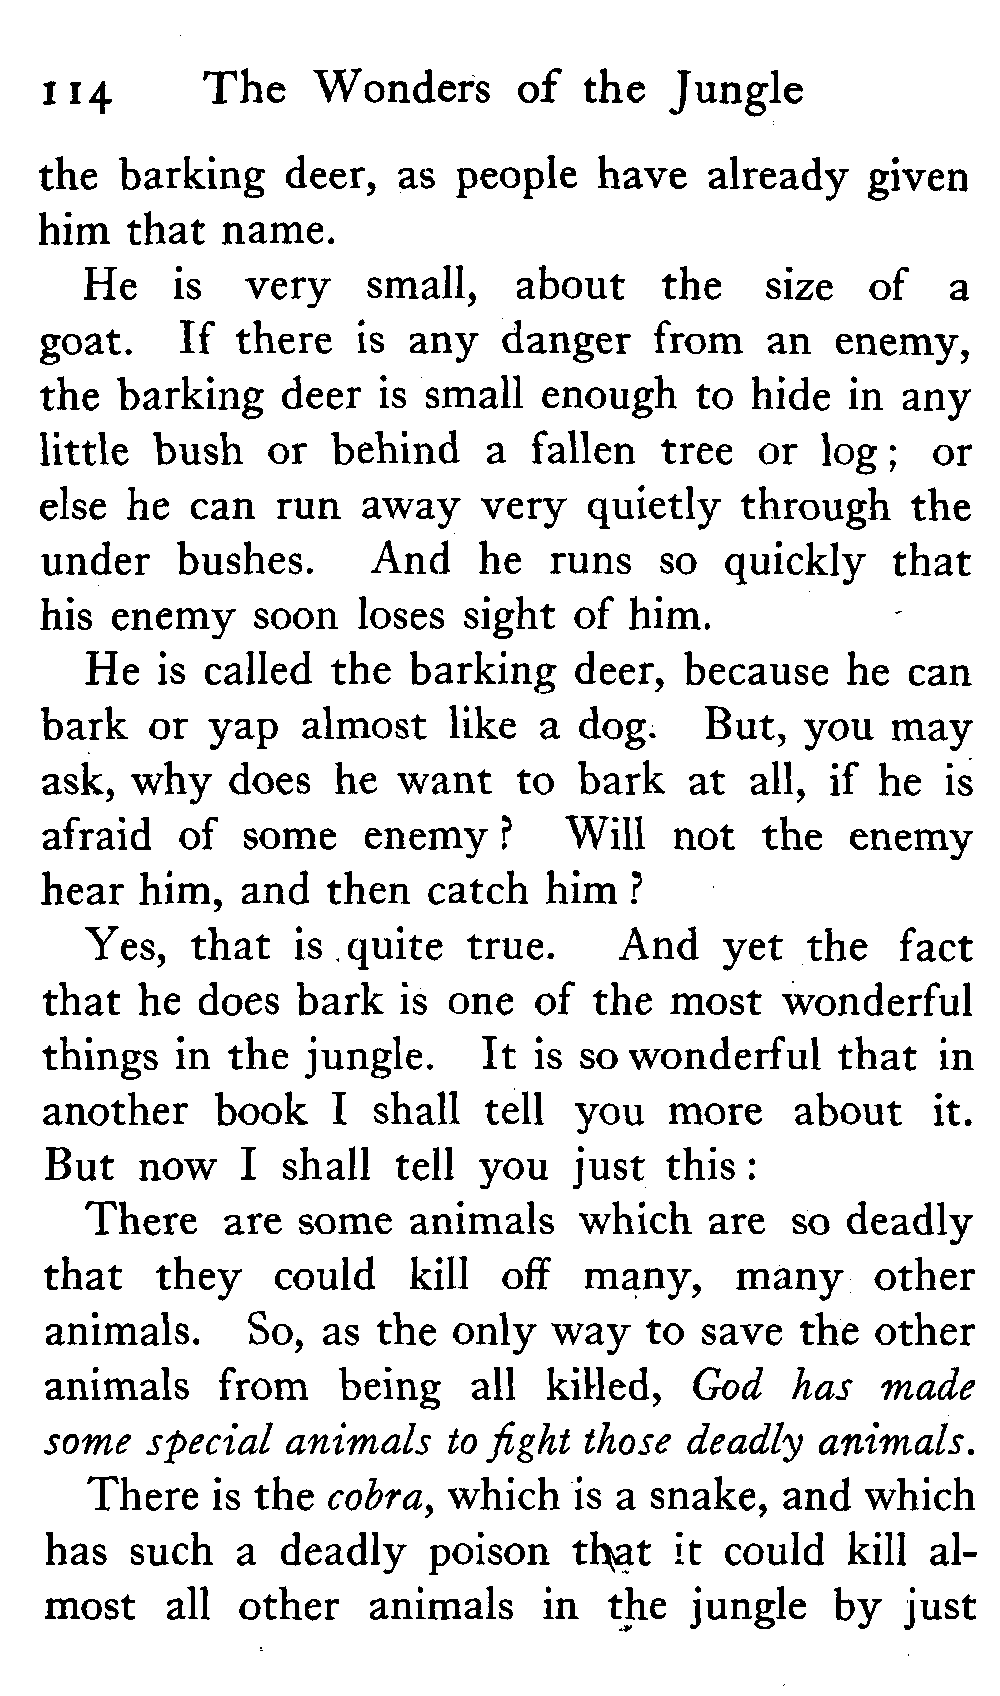 114 The Wonders of the Jungle
the barking deer, as people have already given
him that name.
He is very small, about the size of a
goat. If there is any danger from an enemy,
the barking deer is small enough to hide in any
little bush or behind a fallen tree or log; or
else he can run away very quietly through the
under bushes. And he runs so quickly that
his enemy soon loses sight of him.
He is called the barking deer, because he can
bark or yap almost like a dog. But, you may
ask, why does he want to bark at all, if he is
afraid of some enemy? Will not the enemy
hear him, and then catch him?
Yes, that is quite true. And yet the fact
that he does bark is one of the most wonderful
things in the jungle. It is so wonderful that in
another book I shall tell you more about it.
But now I shall tell you just this:
There are some animals which are so deadly
that they could kill off many, many other
animals. So, as the only way to save the other
animals from being all killed, God has made
some special animals to fight those deadly animals.
There is the cobra, which is a snake, and which
has such a deadly poison that it could kill al-
most all other animals in the jungle by just